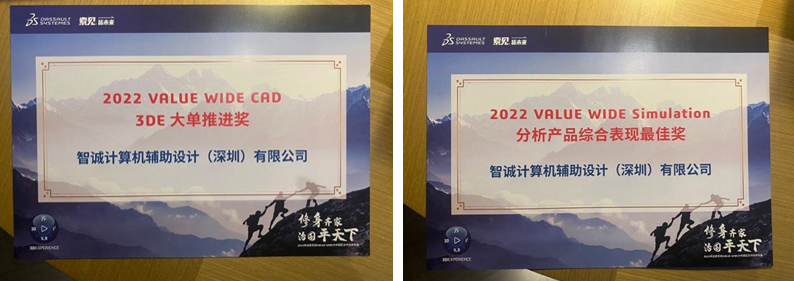 DASSAULT
SYSTEMES
索见
2022 VALUE WIDE CAD
3DE 大单推进奖
智诚计算机辅助设计（深圳）有限公司
3D
V,R
3DEXPERIENCE
修身齐家
治国平天下
DASSAULT
SYSTEMES
索见
2022 VALUE WIDE Simulation
分析产品综合表现最佳奖
智诚计算机辅助设计（深圳）有限公司
3D
V,R
3DEXPERIENCE
修身齐家
治国平天下